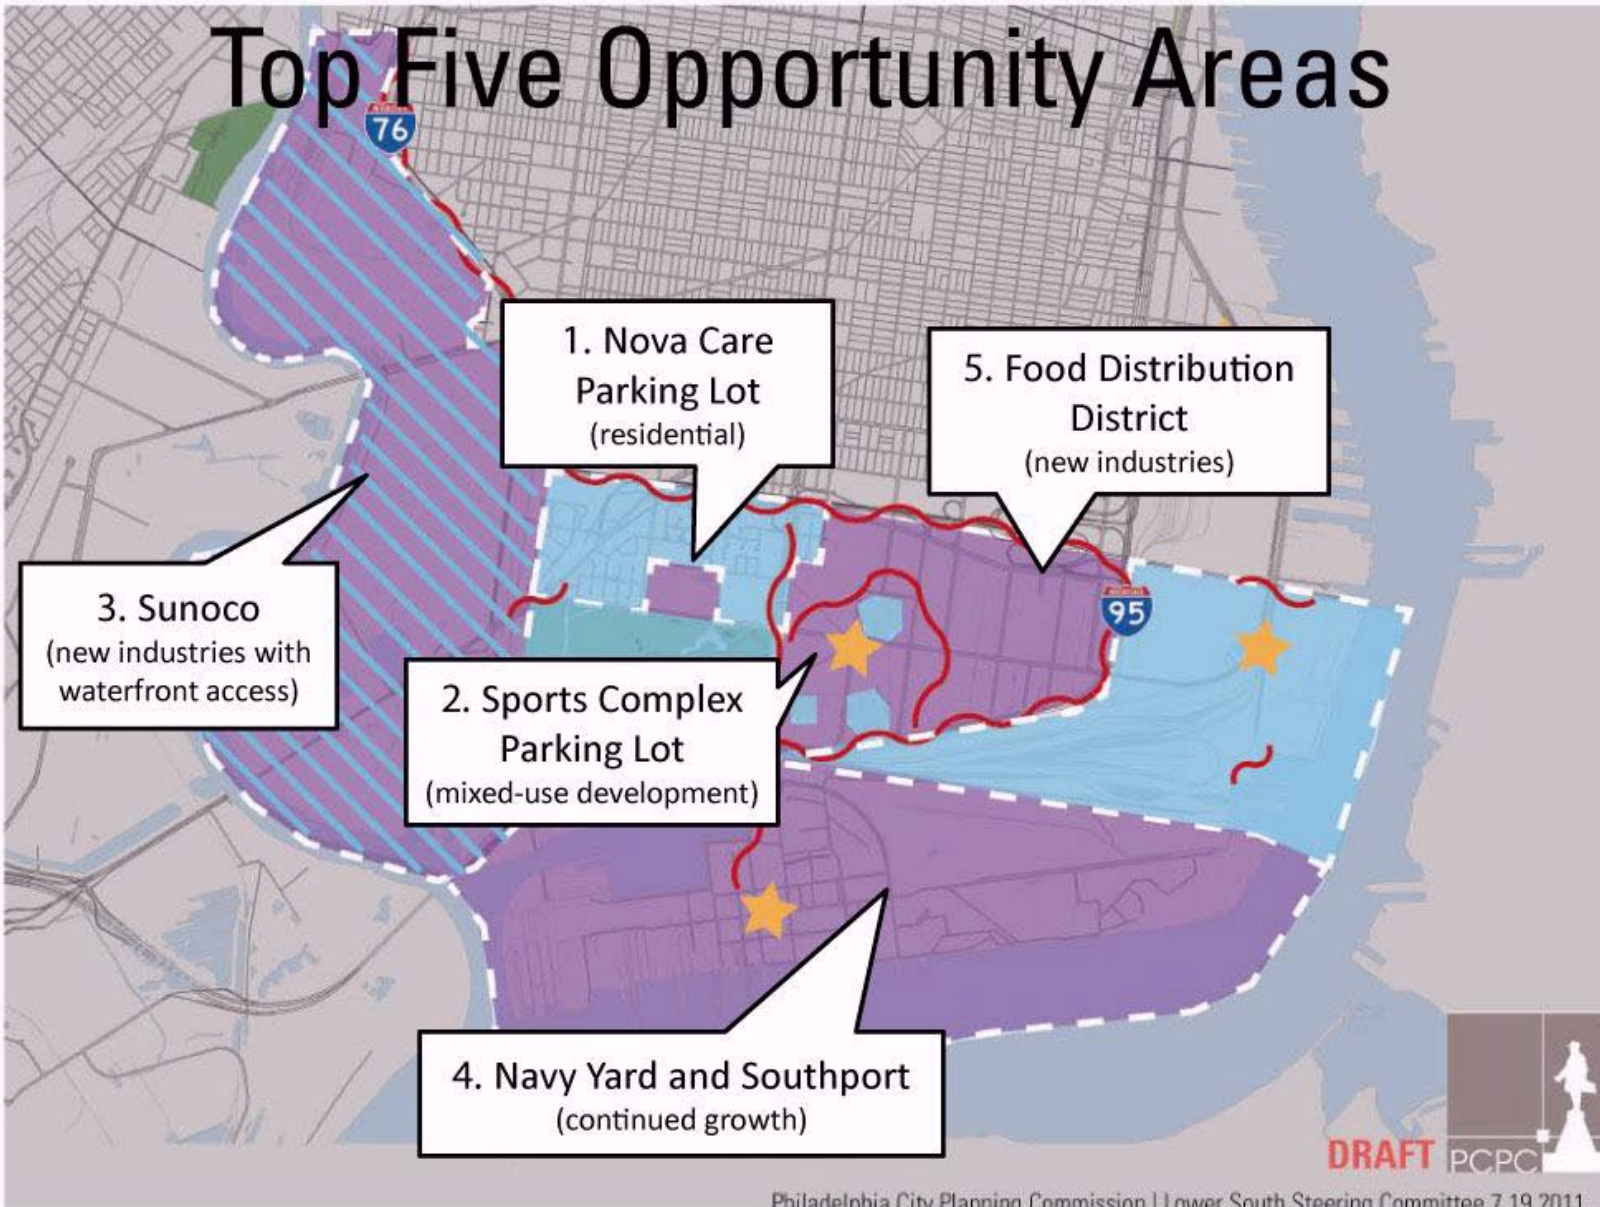 Top Five Opportunity Areas
76
1. Nova Care
Parking Lot
(residential)
5. Food Distribution
District
(new industries)
3. Sunoco
(new industries with
waterfront access)
95
2. Sports Complex
Parking Lot
(mixed-use development)
4. Navy Yard and Southport
(continued growth)
DRAFT
PCPC
Philadelphia City Planning Commission | Lower South Steering Committee 7.19.2011